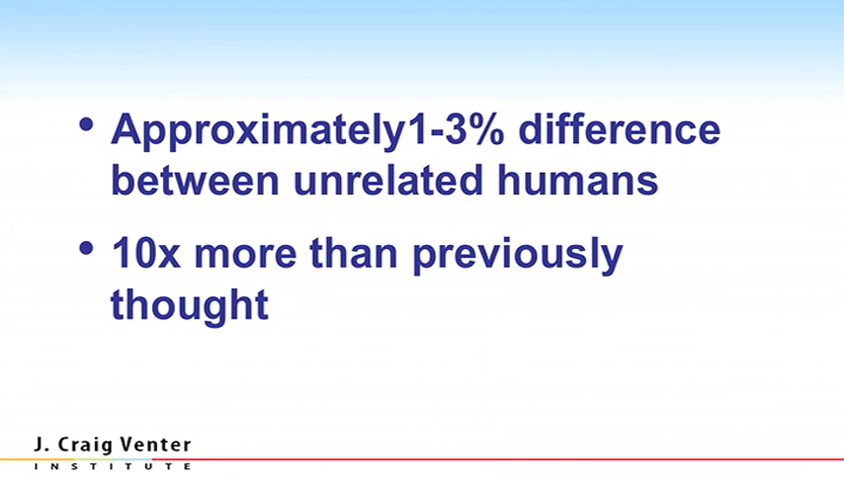 • Approximately1-3% difference
between unrelated humans
• 10x more than previously
thought
J. Craig Venter
INSTITUTE